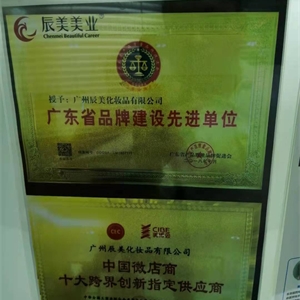 辰美美业
Chenmei Beautiful Career
授予：广州辰美化妆品有限公司
广东省品牌建设先进单位
CIDE
广州辰美化妆品有限公司
中国微店商
十大跨界创新指定供应商